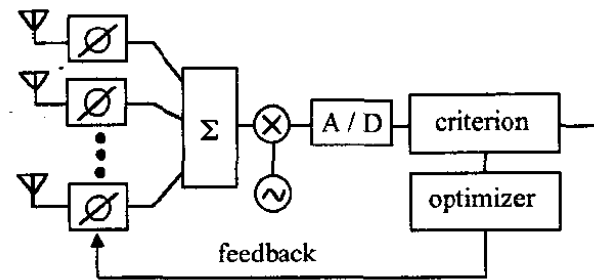 Σ
A / D
criterion
optimizer
feedback